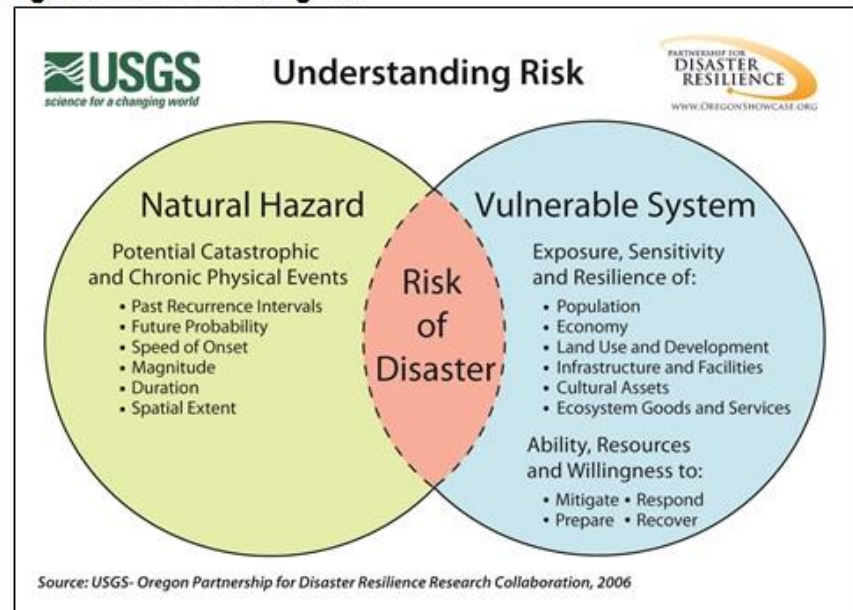 USGS
science for a changing world
Understanding Risk
PARTNERSHIP FOR
DISASTER
RESILIENCE
WWW.OREGONSHOWCASE.ORG
Natural Hazard
Potential Catastrophic
and Chronic Physical Events
• Past Recurrence Intervals
• Future Probability
• Speed of Onset
• Magnitude
• Duration
• Spatial Extent
Risk
of
Disaster
Vulnerable System
Exposure, Sensitivity
and Resilience of:
• Population
• Economy
• Land Use and Development
• Infrastructure and Facilities
• Cultural Assets
• Ecosystem Goods and Services
Ability, Resources
and Willingness to:
• Mitigate • Respond
• Prepare • Recover
Source: USGS- Oregon Partnership for Disaster Resilience Research Collaboration, 2006